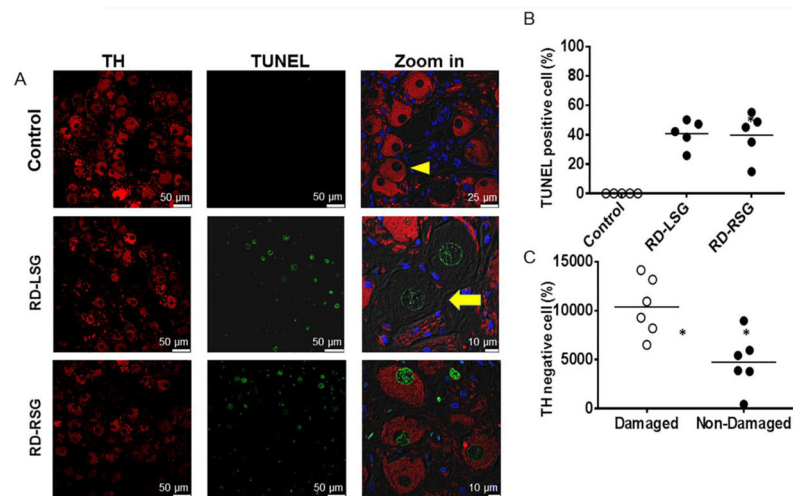 A
TH
TUNEL
Zoom in
Control
50 µm
50 µm
25 µm
RD-LSG
50 µm
50 µm
10 µm
RD-RSG
50 µm
50 µm
10 µm
B
TUNEL positive cell (%)
100
80
60
40
20
0
*
Control
RD-LSG
RD-RSG
C
TH negative cell (%)
15000
10000
5000
0
*
*
Damaged
Non-Damaged